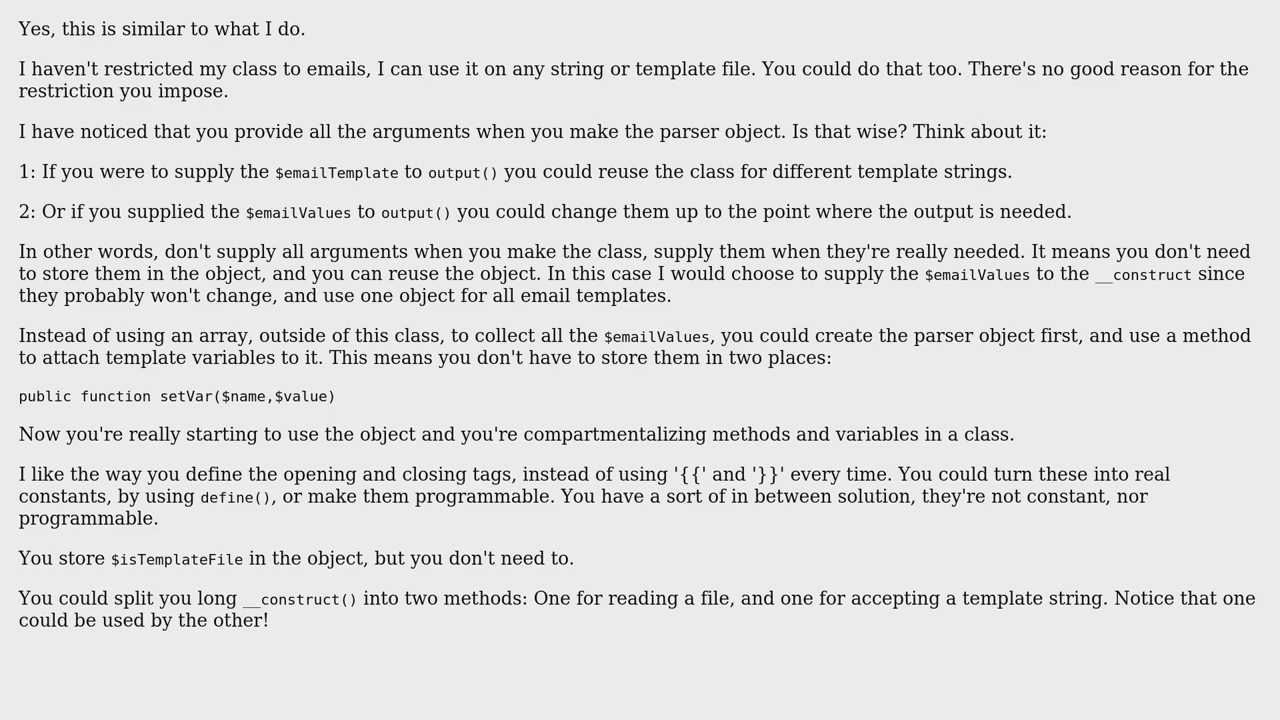 Yes, this is similar to what I do.
I haven't restricted my class to emails, I can use it on any string or template file. You could do that too. There's no good reason for the
restriction you impose.
I have noticed that you provide all the arguments when you make the parser object. Is that wise? Think about it:
1: If you were to supply the $emailTemplate to output() you could reuse the class for different template strings.
2: Or if you supplied the $emailValues to output() you could change them up to the point where the output is needed.
In other words, don't supply all arguments when you make the class, supply them when they're really needed. It means you don't need
to store them in the object, and you can reuse the object. In this case I would choose to supply the $emailValues to the __construct since
they probably won't change, and use one object for all email templates.
Instead of using an array, outside of this class, to collect all the $emailValues, you could create the parser object first, and use a method
to attach template variables to it. This means you don't have to store them in two places:
public function setVar($name,$value)
Now you're really starting to use the object and you're compartmentalizing methods and variables in a class.
I like the way you define the opening and closing tags, instead of using '{{' and '}}' every time. You could turn these into real
constants, by using define(), or make them programmable. You have a sort of in between solution, they're not constant, nor
programmable.
You store $isTemplateFile in the object, but you don't need to.
You could split you long __construct() into two methods: One for reading a file, and one for accepting a template string. Notice that one
could be used by the other!